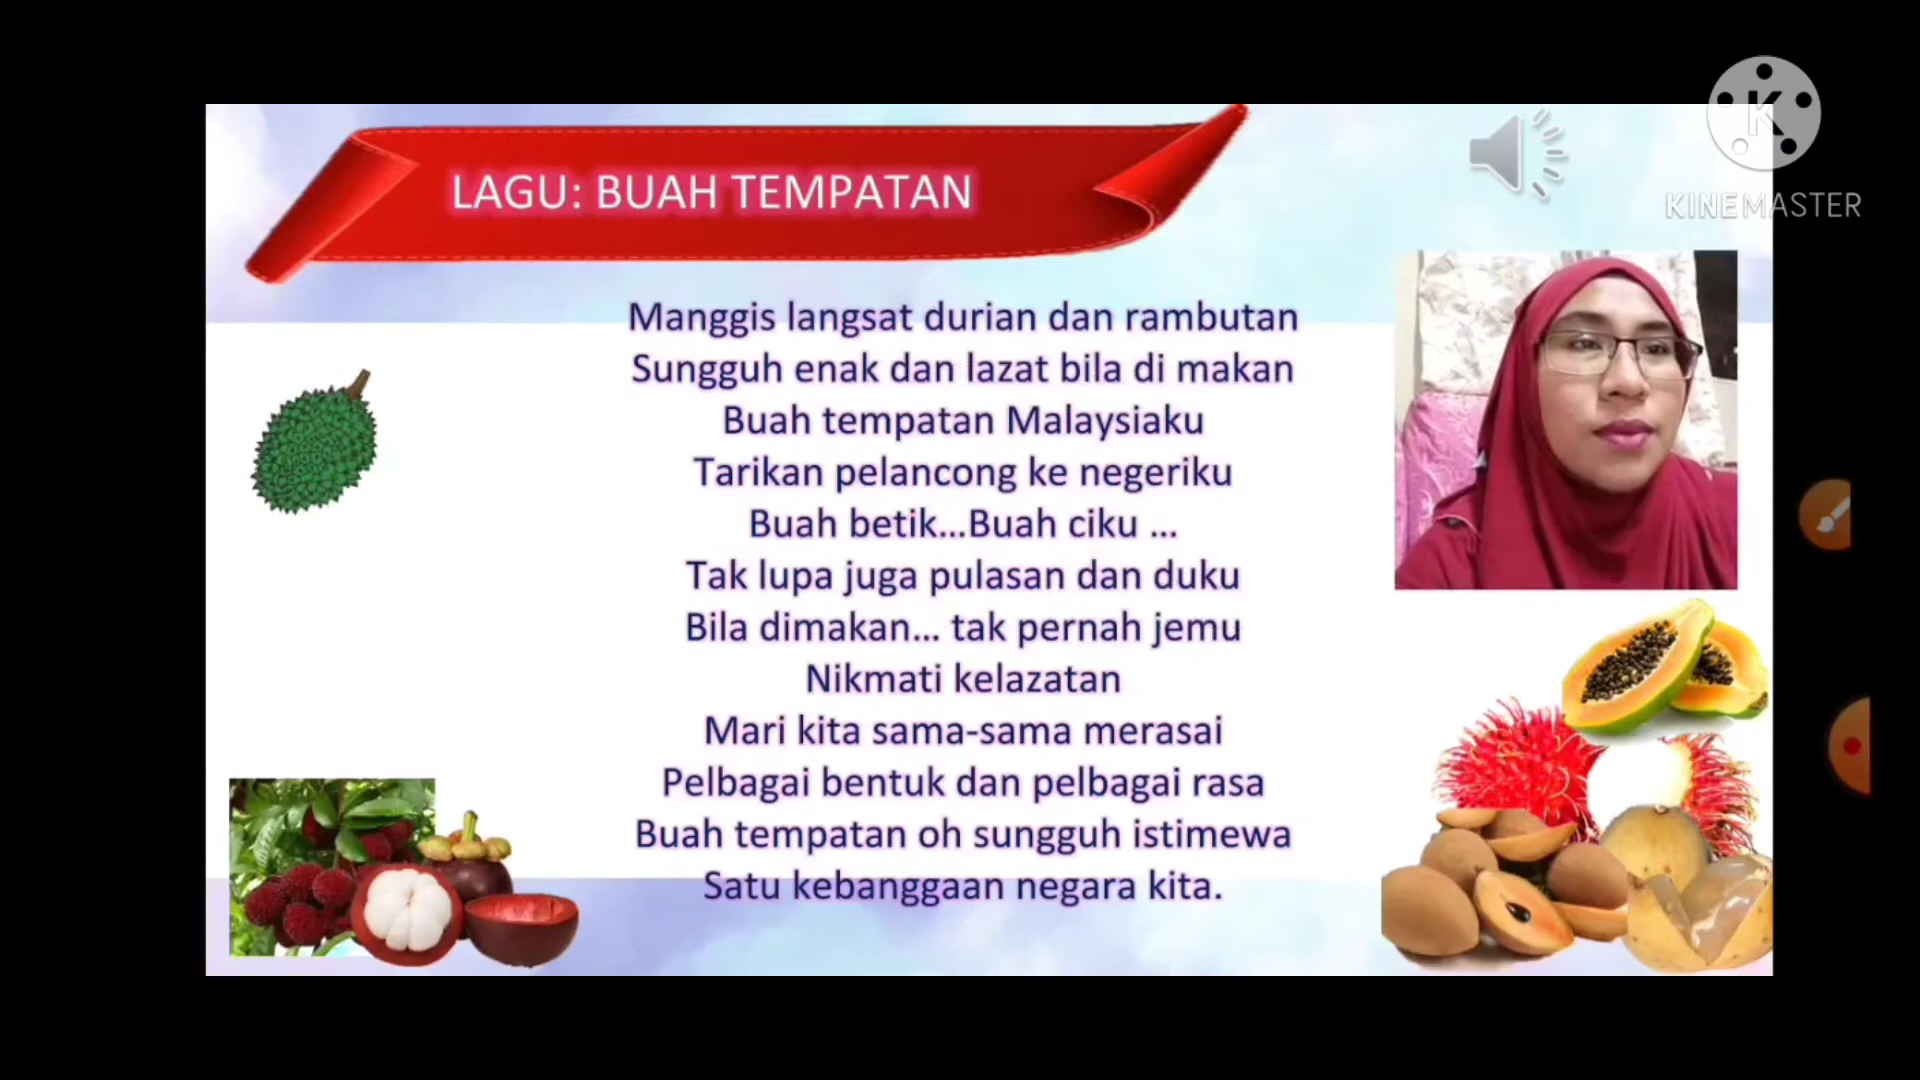 LAGU: BUAH TEMPATAN
K
KINEMASTER
Manggis langsat durian dan rambutan
Sungguh enak dan lazat bila di makan
Buah tempatan Malaysiaku
Tarikan pelancong ke negeriku
Buah betik...Buah ciku ...
Tak lupa juga pulasan dan duku
Bila dimakan... tak pernah jemu
Nikmati kelazatan
Mari kita sama-sama merasai
Pelbagai bentuk dan pelbagai rasa
Buah tempatan oh sungguh istimewa
Satu kebanggaan negara kita.